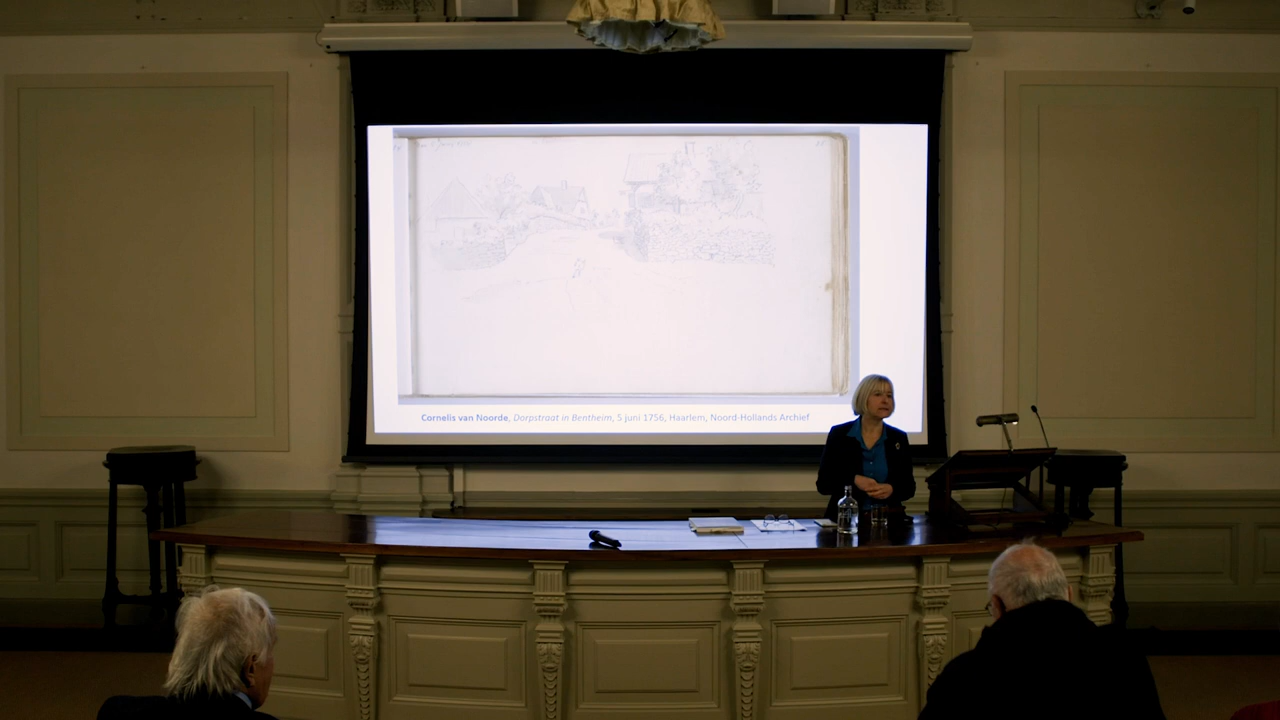 Cornelis van Noorde, Dorpstraat in Bentheim, 5 juni 1756, Haarlem, Noord-Hollands Archief